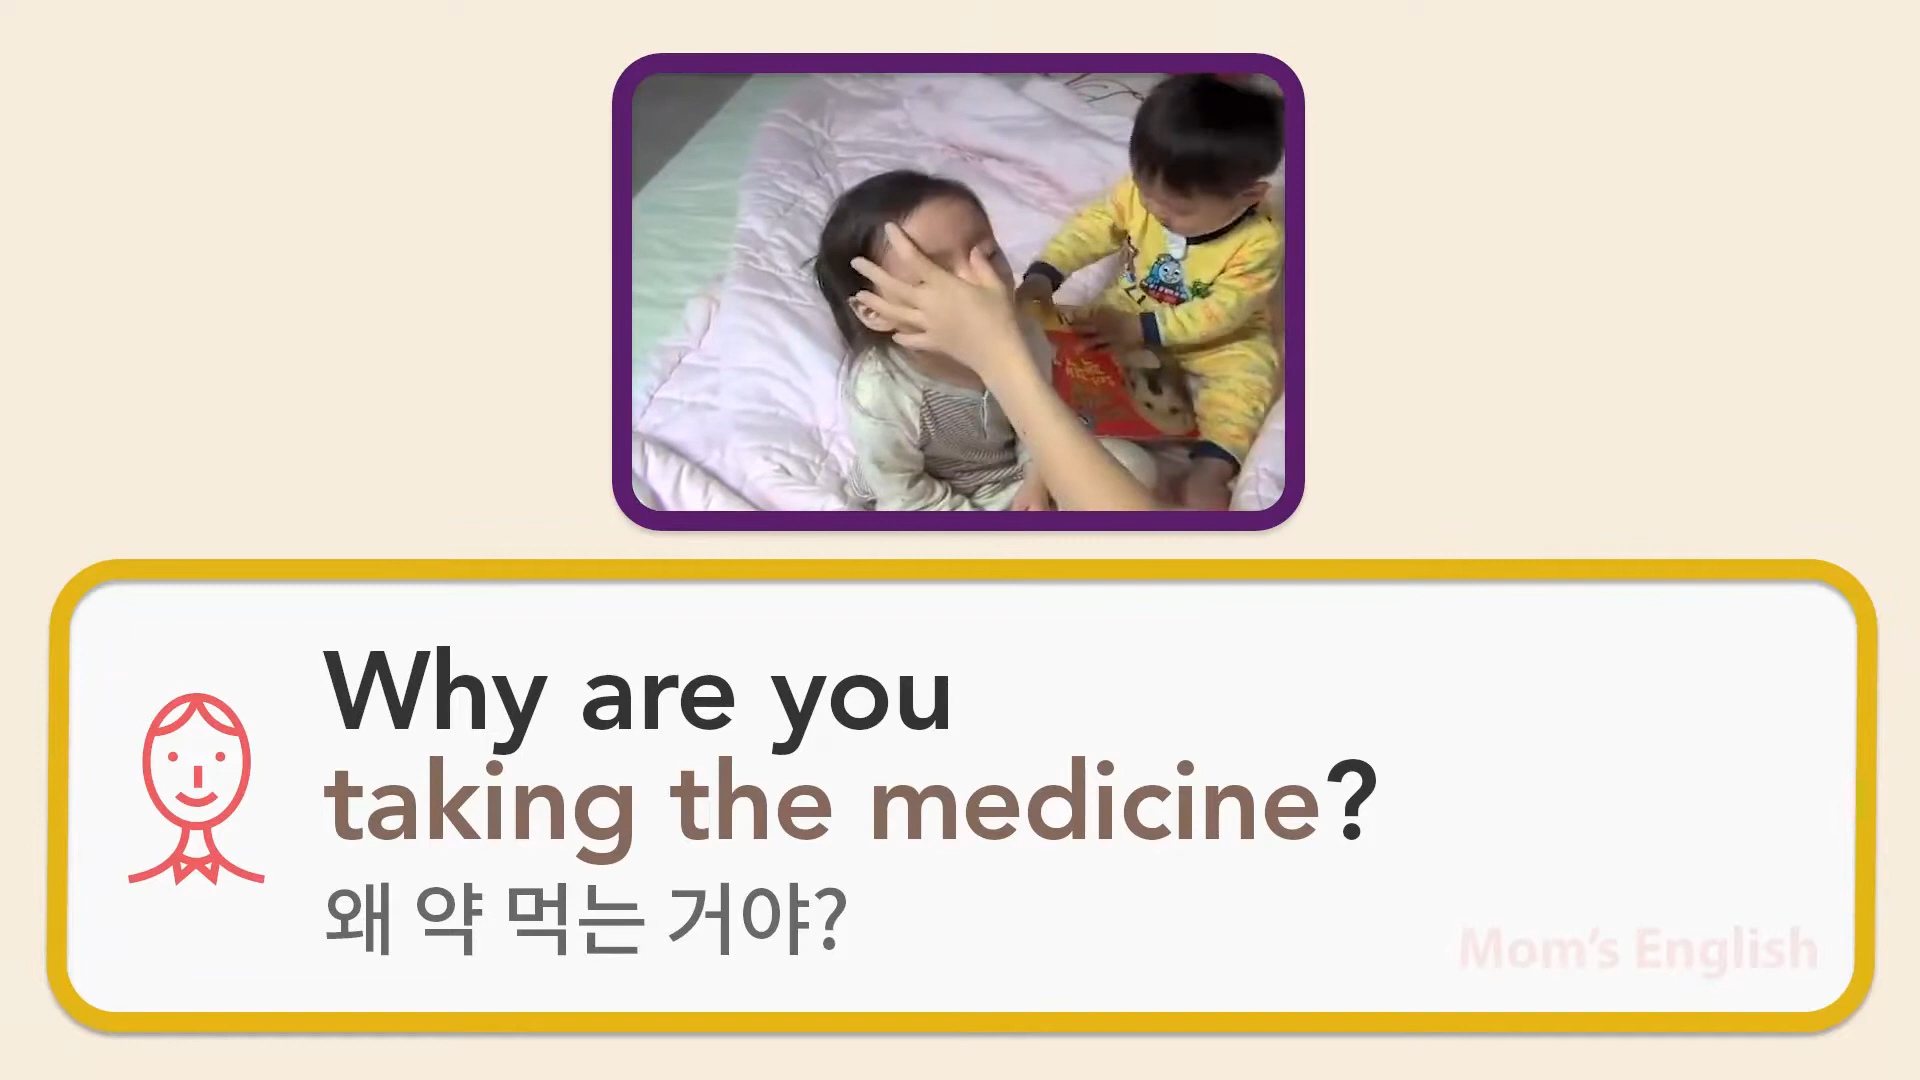 Why are you
taking the medicine?
왜 약 먹는 거야?
Mom's English